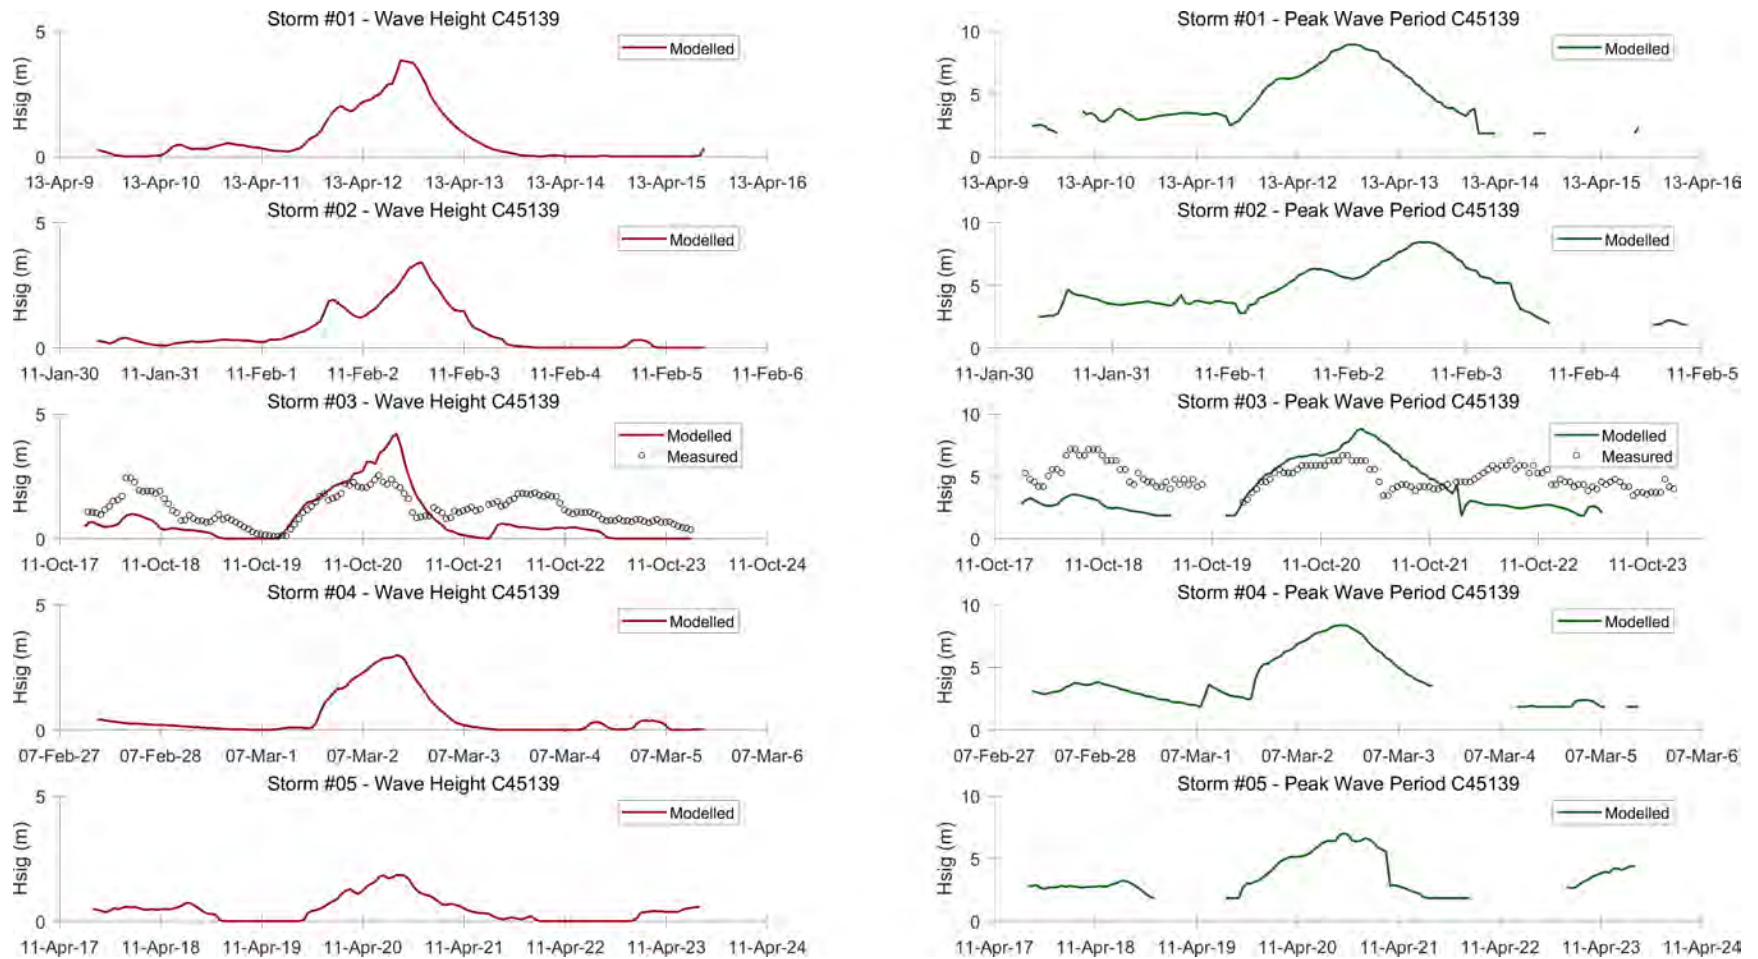 Storm #01 - Wave Height C45139
5
Hsig (m)
0
Modelled
13-Apr-9 13-Apr-10 13-Apr-11 13-Apr-12 13-Apr-13 13-Apr-14 13-Apr-15 13-Apr-16
Storm #01 - Peak Wave Period C45139
10
Hsig (m)
5
0
Modelled
13-Apr-9 13-Apr-10 13-Apr-11 13-Apr-12 13-Apr-13 13-Apr-14 13-Apr-15 13-Apr-16
Storm #02 - Wave Height C45139
5
Hsig (m)
0
Modelled
11-Jan-30 11-Jan-31 11-Feb-1 11-Feb-2 11-Feb-3 11-Feb-4 11-Feb-5 11-Feb-6
Storm #02 - Peak Wave Period C45139
10
Hsig (m)
5
0
Modelled
11-Jan-30 11-Jan-31 11-Feb-1 11-Feb-2 11-Feb-3 11-Feb-4 11-Feb-5
Storm #03 - Wave Height C45139
5
Hsig (m)
0
Modelled
Measured
11-Oct-17 11-Oct-18 11-Oct-19 11-Oct-20 11-Oct-21 11-Oct-22 11-Oct-23 11-Oct-24
Storm #03 - Peak Wave Period C45139
10
Hsig (m)
5
0
Modelled
Measured
11-Oct-17 11-Oct-18 11-Oct-19 11-Oct-20 11-Oct-21 11-Oct-22 11-Oct-23
Storm #04 - Wave Height C45139
5
Hsig (m)
0
Modelled
07-Feb-27 07-Feb-28 07-Mar-1 07-Mar-2 07-Mar-3 07-Mar-4 07-Mar-5 07-Mar-6
Storm #04 - Peak Wave Period C45139
10
Hsig (m)
5
0
Modelled
07-Feb-27 07-Feb-28 07-Mar-1 07-Mar-2 07-Mar-3 07-Mar-4 07-Mar-5 07-Mar-6
Storm #05 - Wave Height C45139
5
Hsig (m)
0
Modelled
11-Apr-17 11-Apr-18 11-Apr-19 11-Apr-20 11-Apr-21 11-Apr-22 11-Apr-23 11-Apr-24
Storm #05 - Peak Wave Period C45139
10
Hsig (m)
5
0
Modelled
11-Apr-17 11-Apr-18 11-Apr-19 11-Apr-20 11-Apr-21 11-Apr-22 11-Apr-23 11-Apr-24